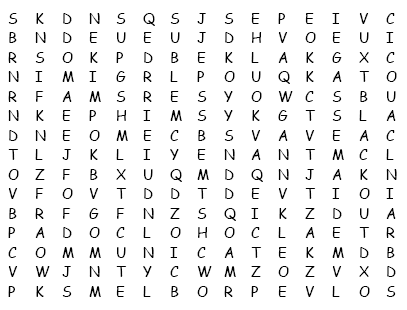 S K D N S Q S J S E P E I V C
B N D E U E U J D H V O E U I
R S O K P D B E K L A K G X C
N I M I G R L P O U Q K A T O
R F A M S R E S Y O W C S B U
N K E P H I M S Y K G T S L A
D N E O M E C B S V A V E A C
T L J K L I Y E N A N T M C L
O Z F B X U Q M D Q N J A K N
V F O V T D D T D E V T I O I
B R F G F N Z S Q I K Z D U A
P A D O C L O H O C L A E T R
C O M M U N I C A T E K M D B
V W J N T Y C W M Z O Z V X D
P K S M E L B O R P E V L O S